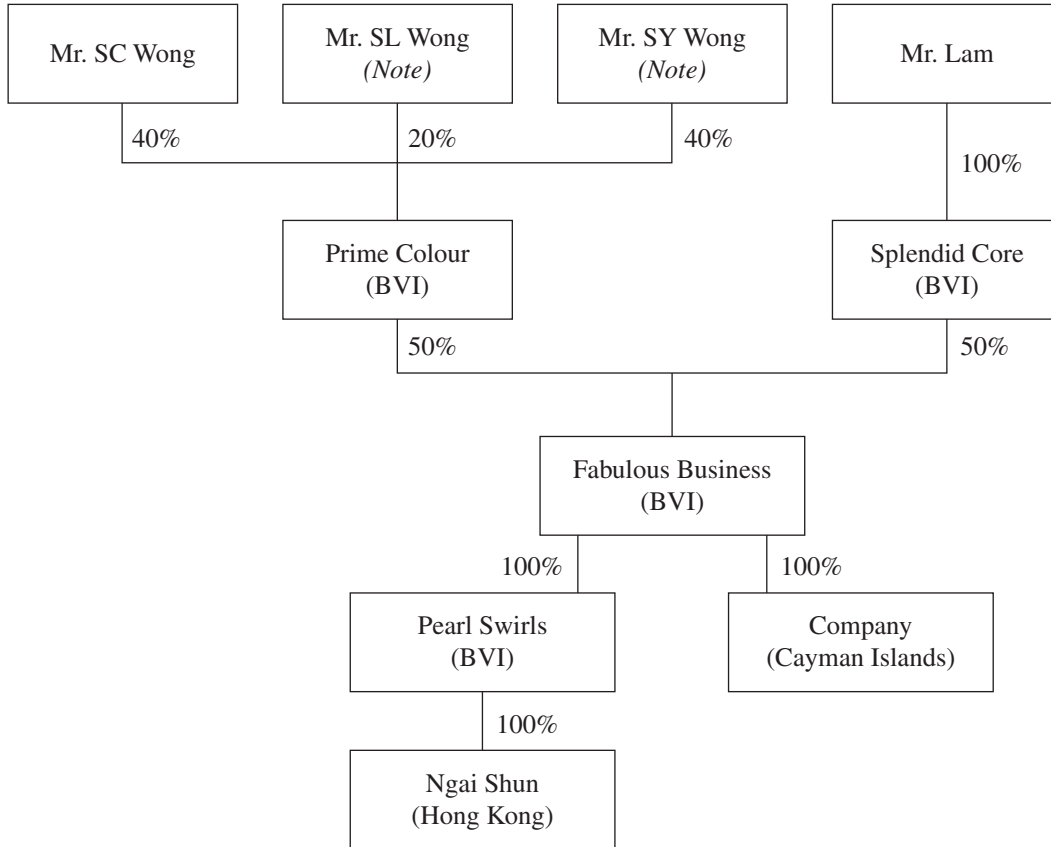 Mr. SC Wong
Mr. SL Wong
(Note)
Mr. SY Wong
(Note)
Mr. Lam
40%
20%
40%
100%
Prime Colour
(BVI)
Splendid Core
(BVI)
50%
50%
Fabulous Business
(BVI)
100%
100%
Pearl Swirls
(BVI)
Company
(Cayman Islands)
100%
Ngai Shun
(Hong Kong)